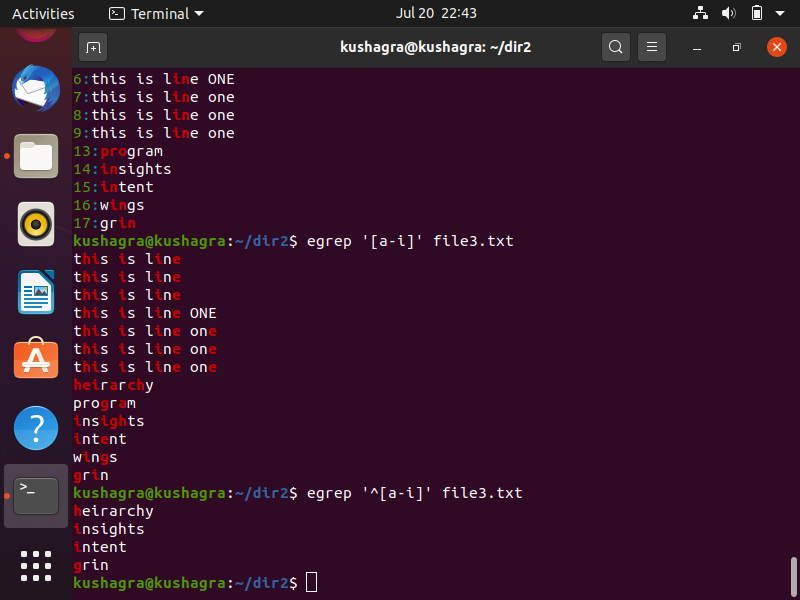 Activities Terminal Jul 20 22:43
kushagra@kushagra: ~/dir2
6:this is line ONE
7:this is line one
8:this is line one
9:this is line one
13:program
14:insights
15:intent
16:wings
17:grin
kushagra@kushagra:~/dir2$ egrep '[a-i]' file3.txt
this is line
this is line
this is line
this is line ONE
this is line one
this is line one
this is line one
heirarchy
program
insights
intent
wings
grin
kushagra@kushagra:~/dir2$ egrep '^[a-i]' file3.txt
heirarchy
insights
intent
grin
kushagra@kushagra:~/dir2$